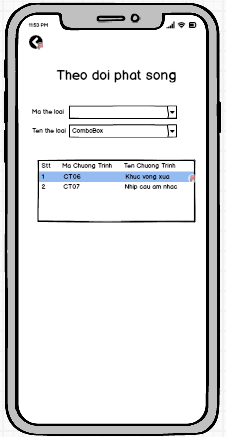 11:53 PM
Theo doi phat song
Ma the loai
Ten the loai ComboBox
Stt Ma Chuong Trinh Ten Chuong Trinh
1 CT06 Khuc vong xua
2 CT07 Nhip cau am nhac